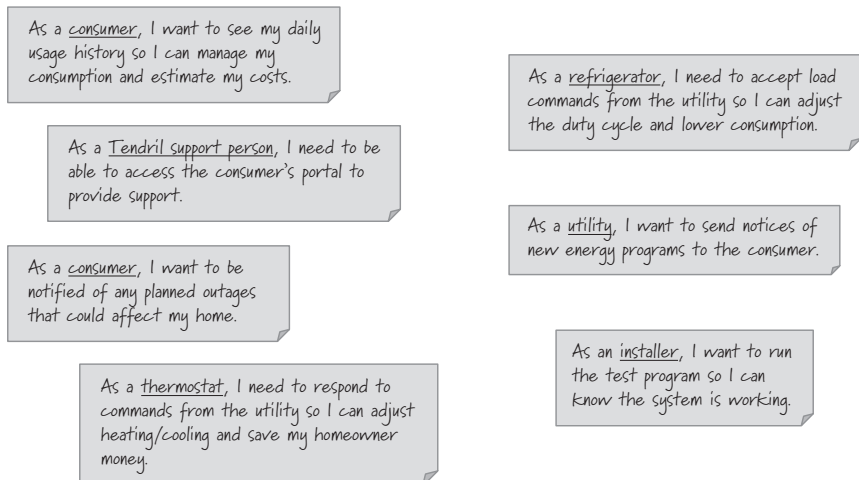 As a consumer, I want to see my daily
usage history so I can manage my
consumption and estimate my costs.
As a Tendril support person, I need to be
able to access the consumer's portal to
provide support.
As a consumer, I want to be
notified of any planned outages
that could affect my home.
As a thermostat, I need to respond to
commands from the utility so I can adjust
heating/cooling and save my homeowner
money.
As a refrigerator, I need to accept load
commands from the utility so I can adjust
the duty cycle and lower consumption.
As a utility, I want to send notices of
new energy programs to the consumer.
As an installer, I want to run
the test program so I can
know the system is working.